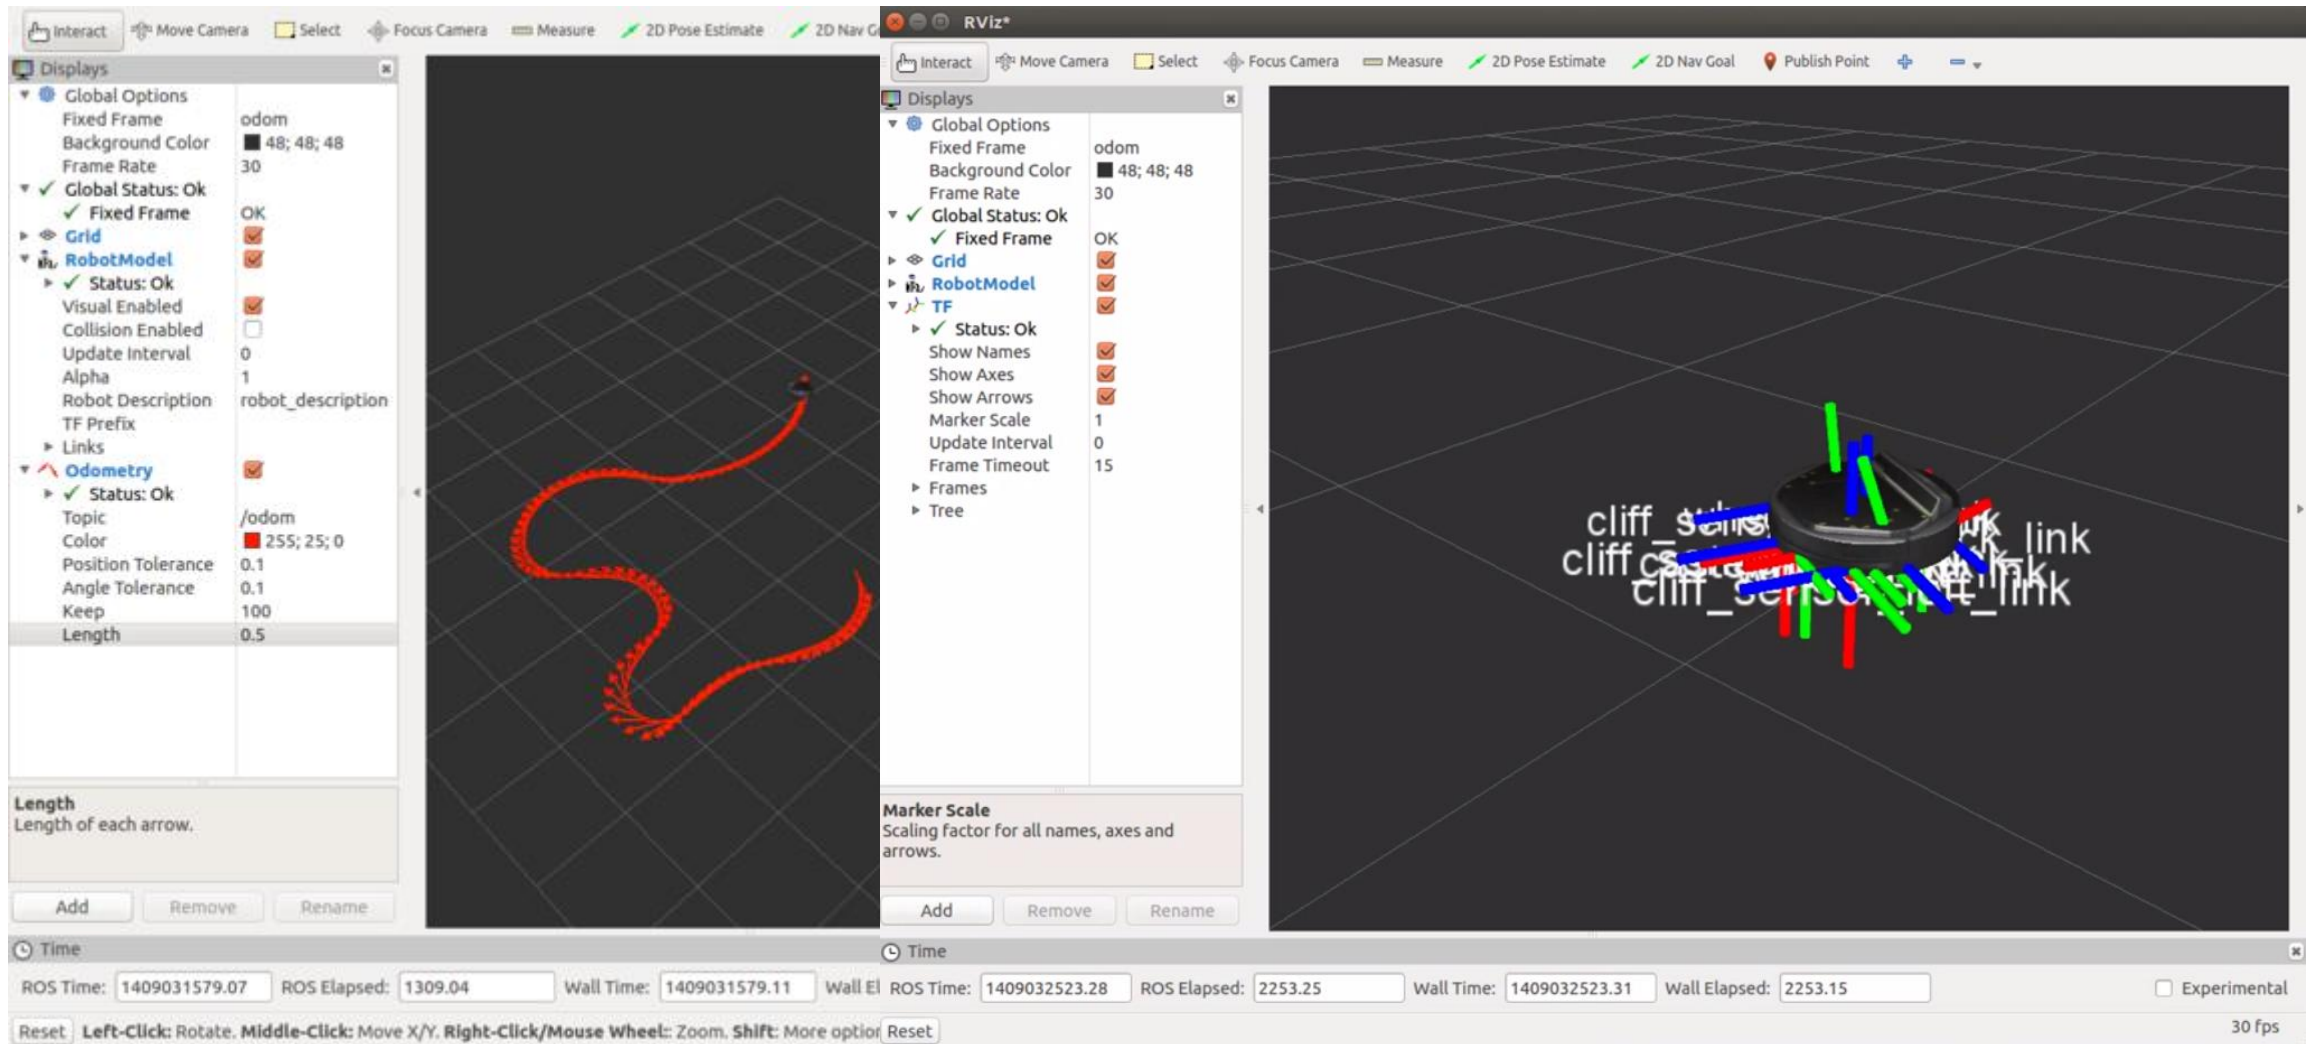 Interact Move Camera Select Focus Camera Measure 2D Pose Estimate 2D Nav G
Displays
Global Options
Fixed Frame odom
Background Color 48; 48; 48
Frame Rate 30
Global Status: Ok
Fixed Frame OK
Grid
RobotModel
Status: Ok
Visual Enabled
Collision Enabled
Update Interval 0
Alpha 1
Robot Description robot_description
TF Prefix
Links
Odometry
Status: Ok
Topic /odom
Color 255; 25; 0
Position Tolerance 0.1
Angle Tolerance 0.1
Keep 100
Length 0.5
Length
Length of each arrow.
Add Remove Rename
Time
ROS Time: 1409031579.07 ROS Elapsed: 1309.04 Wall Time: 1409031579.11 Wall El
Reset Left-Click: Rotate. Middle-Click: Move X/Y. Right-Click/Mouse Wheel:: Zoom. Shift: More option
RViz*
Interact Move Camera Select Focus Camera Measure 2D Pose Estimate 2D Nav Goal Publish Point
Displays
Global Options
Fixed Frame odom
Background Color 48; 48; 48
Frame Rate 30
Global Status: Ok
Fixed Frame OK
Grid
RobotModel
TF
Status: Ok
Show Names
Show Axes
Show Arrows
Marker Scale 1
Update Interval 0
Frame Timeout 15
Frames
Tree
Marker Scale
Scaling factor for all names, axes and
arrows.
Add Remove Rename
cliff_
link
cliff
link
Time
ROS Time: 1409032523.28 ROS Elapsed: 2253.25 Wall Time: 1409032523.31 Wall Elapsed: 2253.15 Experimental
Reset 30 fps